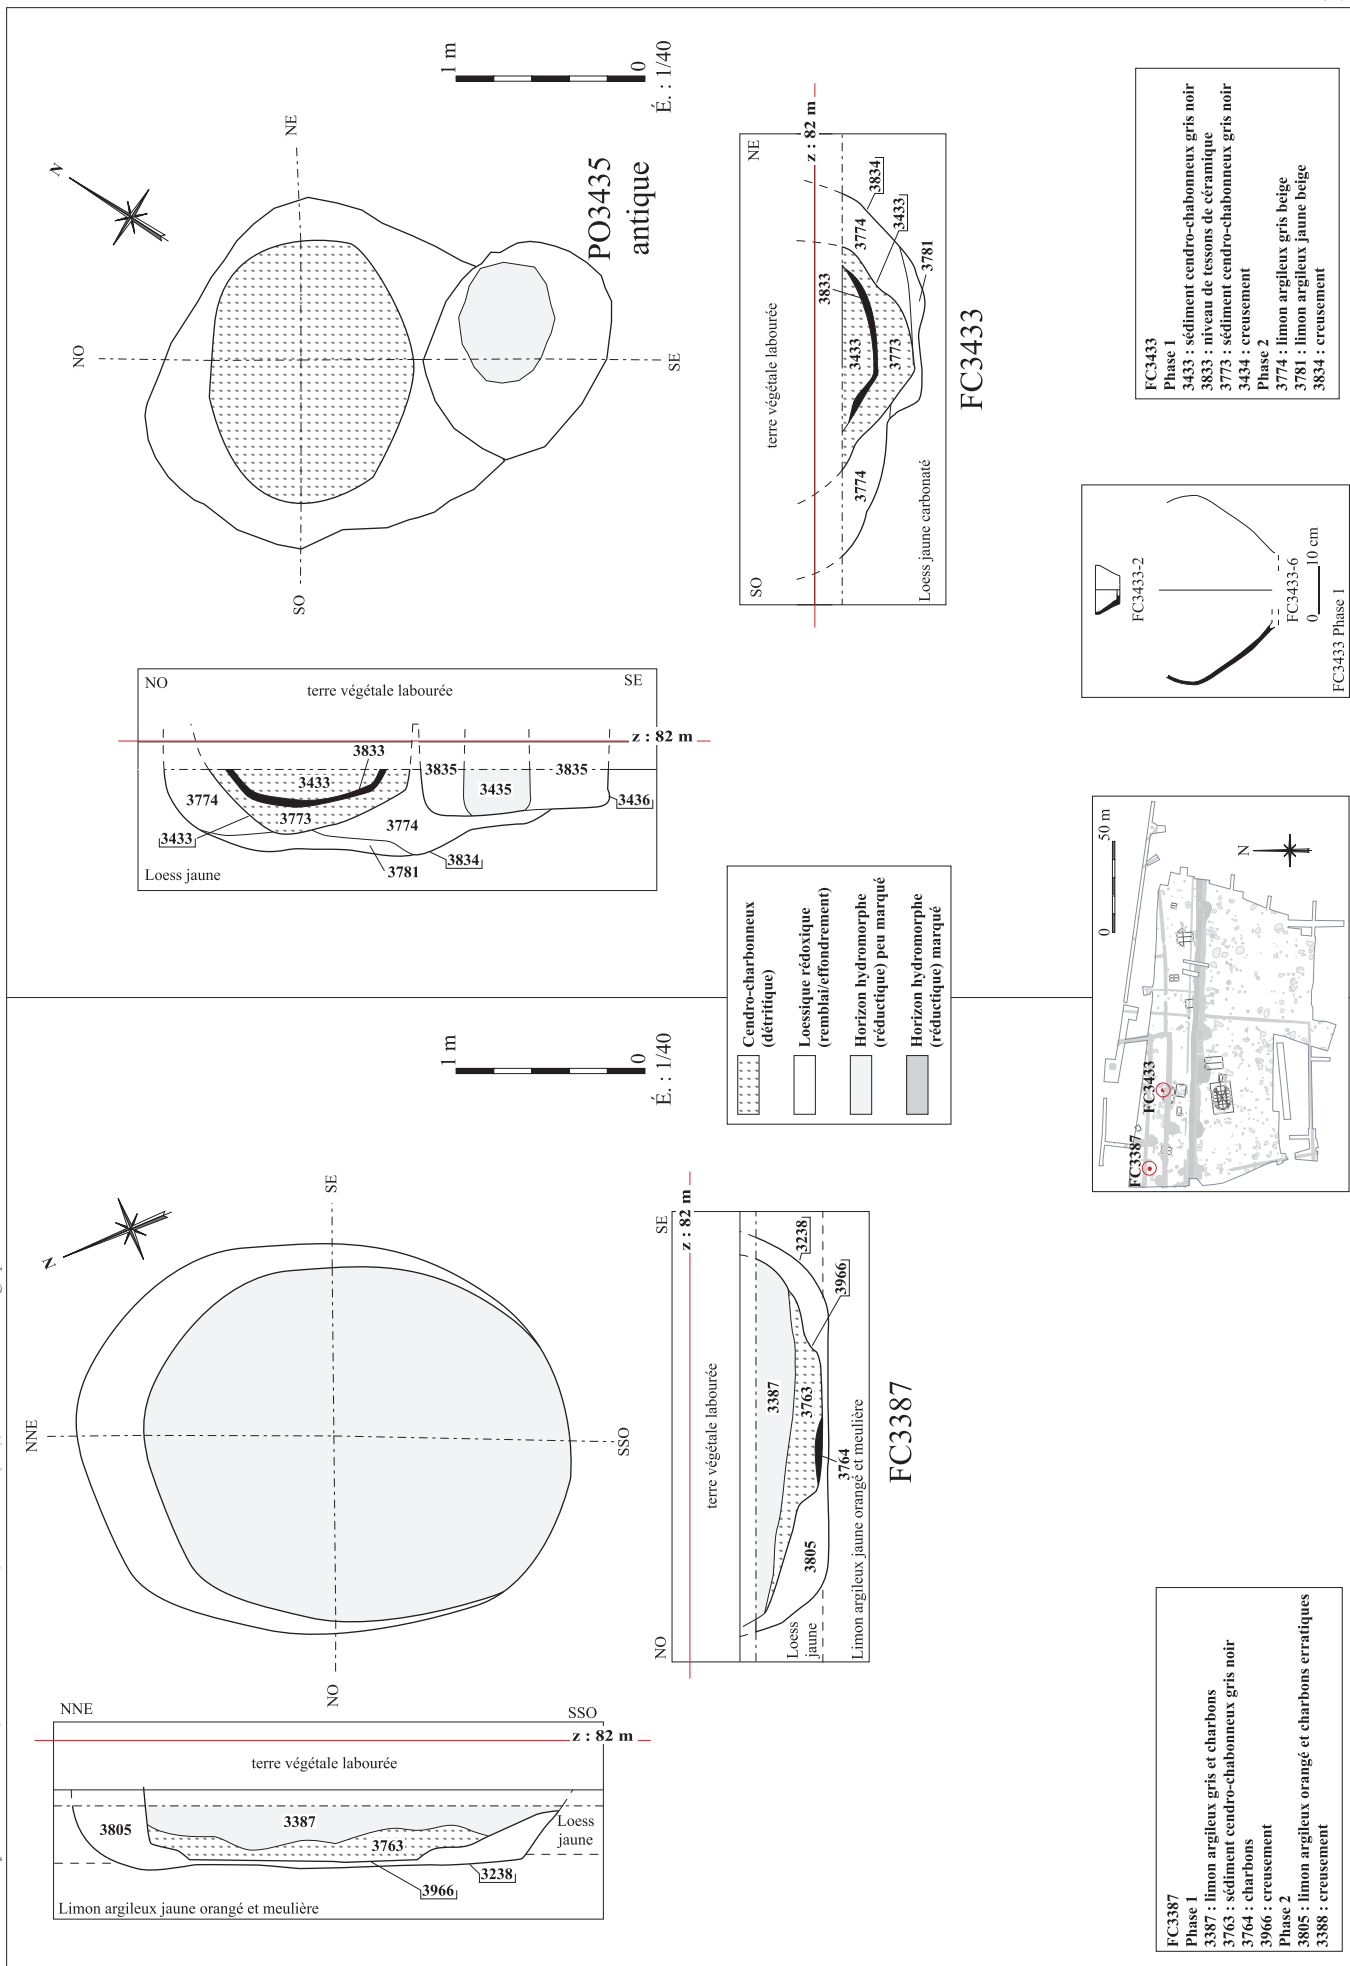 NO
NE
SO
SE
N
PO3435
antique
1 m
0
É. : 1/40
NO
SE
terre végétale labourée
z : 82 m
3833
3835
3835
3433
3435
3774
3436
3773
3774
3433
3834
3781
Loess jaune
SO
NE
terre végétale labourée
z : 82 m
3833
3774
3834
3433
3433
3773
3781
3774
Loess jaune carbonaté
FC3433
FC3433
Phase 1
3433 : sédiment cendro-chabonneux gris noir
3833 : niveau de tessons de céramique
3773 : sédiment cendro-chabonneux gris noir
3434 : creusement
Phase 2
3774 : limon argileux gris beige
3781 : limon argileux jaune beige
3834 : creusement
FC3433-2
FC3433-6
0
10 cm
FC3433 Phase 1
Cendro-charbonneux
(détritique)
Loessique rédoxique
(remblai/effondrement)
Horizon hydromorphe
(réductique) peu marqué
Horizon hydromorphe
(réductique) marqué
0
50 m
N
FC3433
FC3387
N
NNE
SE
SSO
NO
1 m
0
É. : 1/40
NNE
SSO
z : 82 m
terre végétale labourée
3805
3387
3763
Loess
jaune
3238
3966
Limon argileux jaune orangé et meulière
NO
SE
z : 82 m
terre végétale labourée
3238
3387
3966
3763
3764
3805
Loess
jaune
Limon argileux jaune orangé et meulière
FC3387
FC3387
Phase 1
3387 : limon argileux gris et charbons
3763 : sédiment cendro-chabonneux gris noir
3764 : charbons
3966 : creusement
Phase 2
3805 : limon argileux orangé et charbons erratiques
3388 : creusement